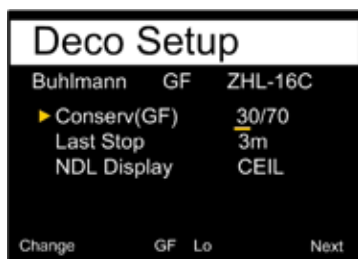 Deco Setup
Buhlmann GF ZHL-16C
Conserv(GF) 30/70
Last Stop 3m
NDL Display CEIL
Change GF Lo Next